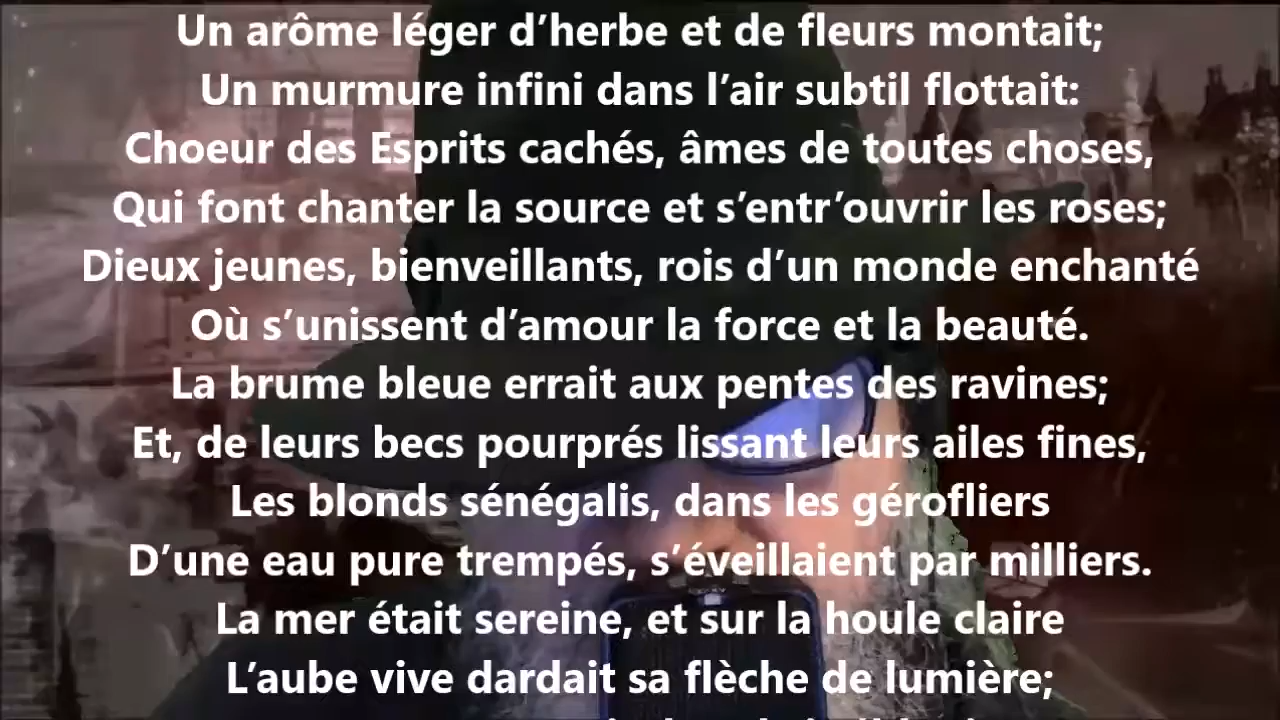 Un arôme léger d’herbe et de fleurs montait;
Un murmure infini dans l’air subtil flottait:
Choeur des Esprits cachés, âmes de toutes choses,
Qui font chanter la source et s’entr’ouvrir les roses;
Dieux jeunes, bienveillants, rois d’un monde enchanté
Où s’unissent d’amour la force et la beauté.
La brume bleue errait aux pentes des ravines;
Et, de leurs becs pourprés lissant leurs ailes fines,
Les blonds sénégalis, dans les gérofliers
D’une eau pure trempés, s’éveillaient par milliers.
La mer était sereine, et sur la houle claire
L’aube vive dardait sa flèche de lumière;